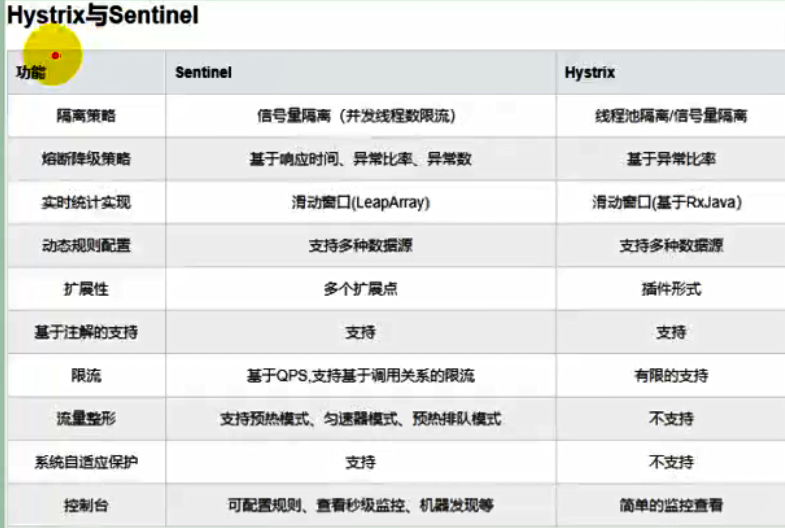 Hystrix与Sentinel
功能 Sentinel Hystrix
隔离策略 信号量隔离（并发线程数限流） 线程池隔离/信号量隔离
熔断降级策略 基于响应时间、异常比率、异常数 基于异常比率
实时统计实现 滑动窗口(LeapArray) 滑动窗口(基于RxJava)
动态规则配置 支持多种数据源 支持多种数据源
扩展性 多个扩展点 插件形式
基于注解的支持 支持 支持
限流 基于QPS,支持基于调用关系的限流 有限的支持
流量整形 支持预热模式、匀速器模式、预热排队模式 不支持
系统自适应保护 支持 不支持
控制台 可配置规则、查看秒级监控、机器发现等 简单的监控查看